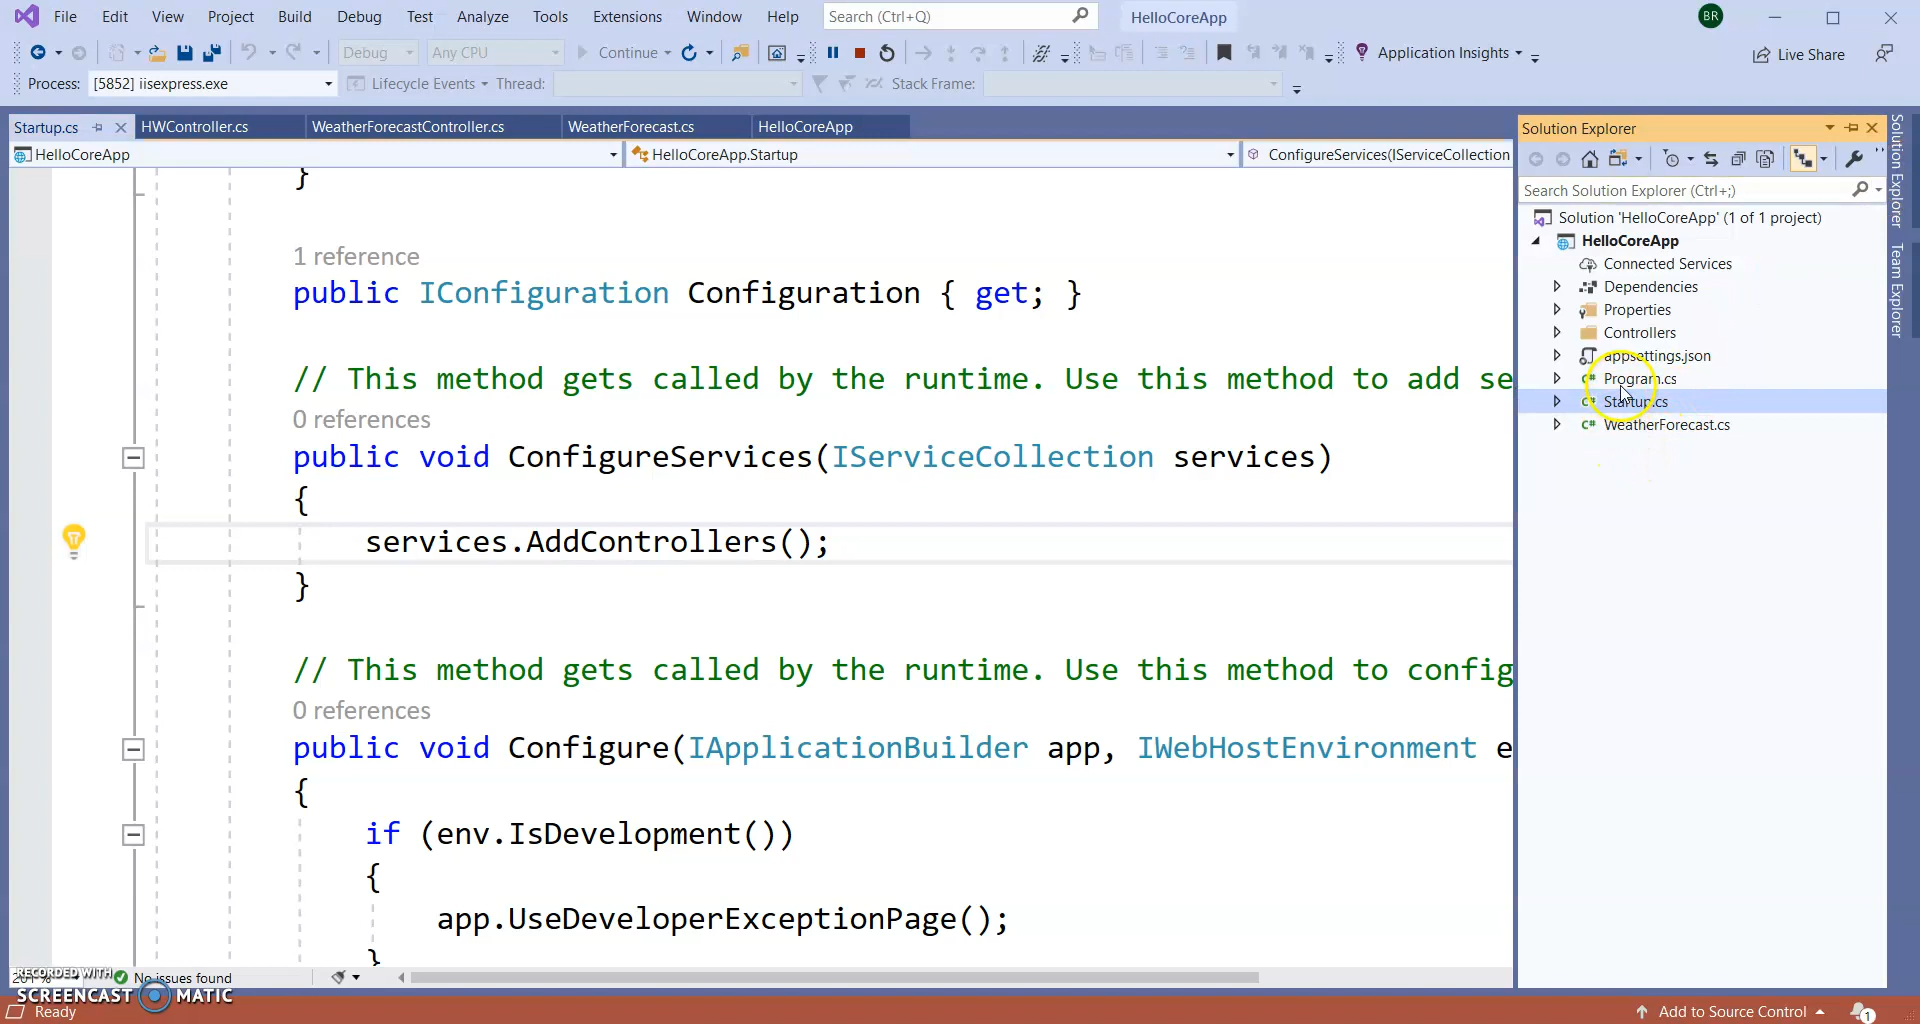 File Edit View Project Build Debug Test Analyze Tools Extensions Window Help Search (Ctrl+Q) HelloCoreApp BR
Debug Any CPU Continue Application Insights Live Share
Process: [5852] iisexpress.exe Lifecycle Events Thread: Stack Frame:
Startup.cs HWController.cs WeatherForecastController.cs WeatherForecast.cs HelloCoreApp
HelloCoreApp HelloCoreApp.Startup ConfigureServices(IServiceCollection
}
1 reference
public IConfiguration Configuration { get; }
// This method gets called by the runtime. Use this method to add se
0 references
public void ConfigureServices(IServiceCollection services)
{
services.AddControllers();
}
// This method gets called by the runtime. Use this method to config
0 references
public void Configure(IApplicationBuilder app, IWebHostEnvironment e
{
if (env.IsDevelopment())
{
app.UseDeveloperExceptionPage();
}
No issues found
RECORDED WITH
SCREENCAST MATIC
Ready
Add to Source Control 1
Solution Explorer
Search Solution Explorer (Ctrl+;)
Solution 'HelloCoreApp' (1 of 1 project)
HelloCoreApp
Connected Services
Dependencies
Properties
Controllers
appsettings.json
C# Program.cs
C# Startup.cs
C# WeatherForecast.cs
Solution Explorer
Team Explorer